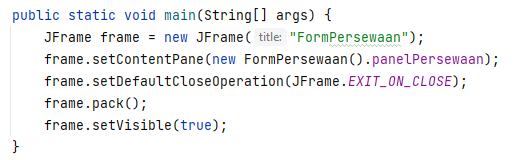 public static void main(String[] args) {
    JFrame frame = new JFrame( title: "FormPersewaan");
    frame.setContentPane(new FormPersewaan().panelPersewaan);
    frame.setDefaultCloseOperation(JFrame.EXIT_ON_CLOSE);
    frame.pack();
    frame.setVisible(true);
}